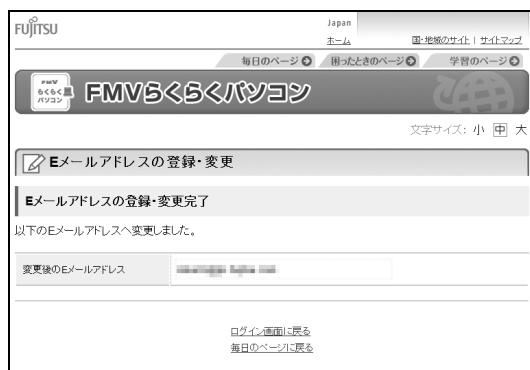 FUJITSU
Japan
ホーム
国・地域のサイト | サイトマップ
毎日のページ
困ったときのページ
学習のページ
FMV
らくらく
パソコン
FMVらくらくパソコン
文字サイズ: 小 中 大
Eメールアドレスの登録・変更
Eメールアドレスの登録・変更完了
以下のEメールアドレスへ変更しました。
変更後のEメールアドレス
ログイン画面に戻る
毎日のページに戻る